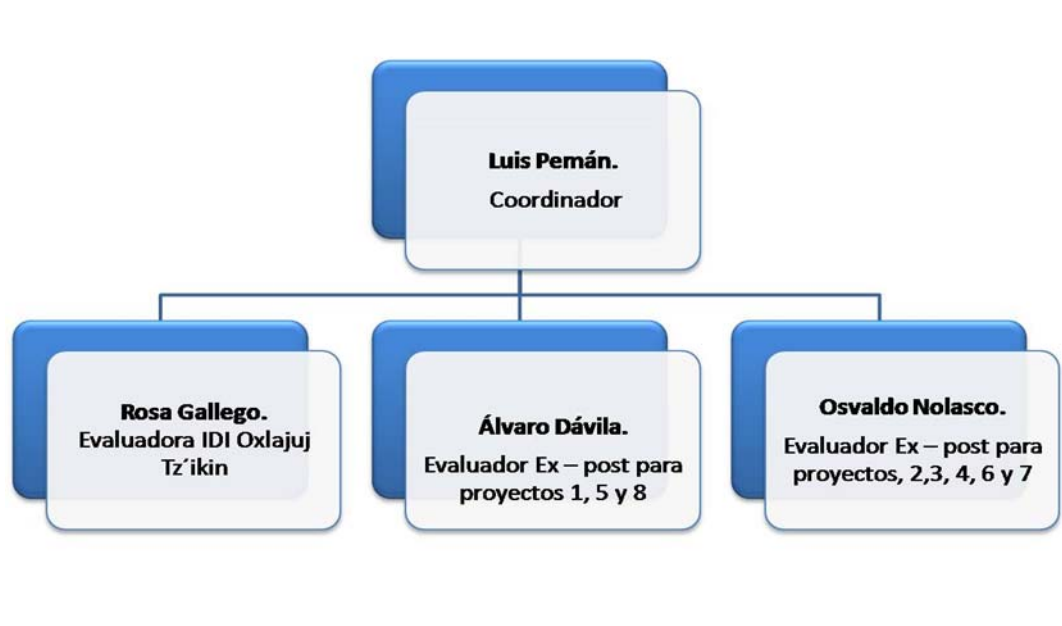 Luis Pemán.
Coordinador
Rosa Gallego.
Evaluadora IDI Oxlajuj
Tz´ikin
Álvaro Dávila.
Evaluador Ex – post para
proyectos 1, 5 y 8
Osvaldo Nolasco.
Evaluador Ex – post para
proyectos, 2,3, 4, 6 y 7